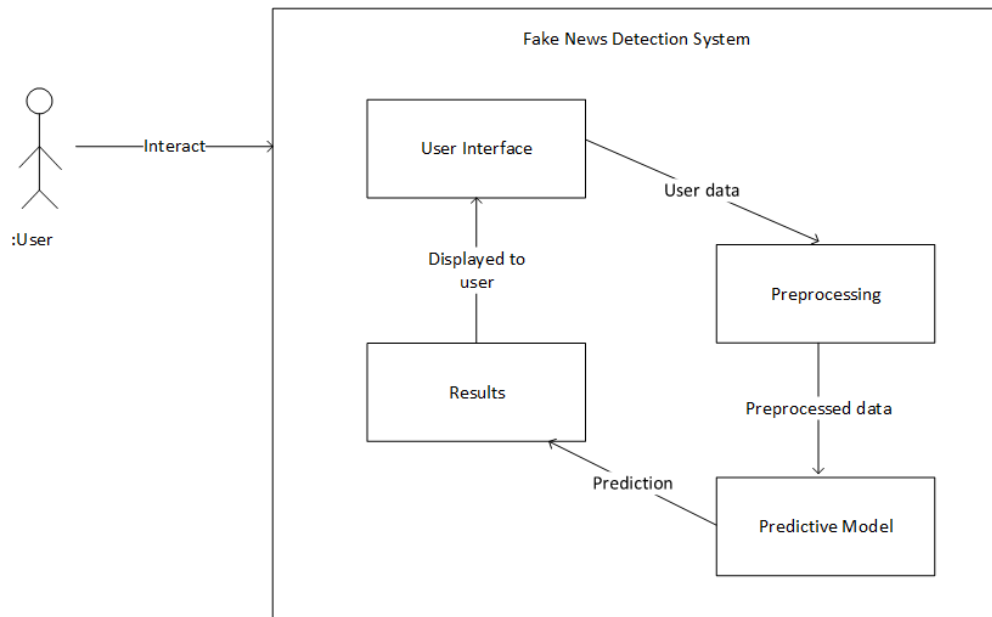 Fake News Detection System
User Interface
Interact
User data
:User
Displayed to
user
Preprocessing
Results
Preprocessed data
Prediction
Predictive Model